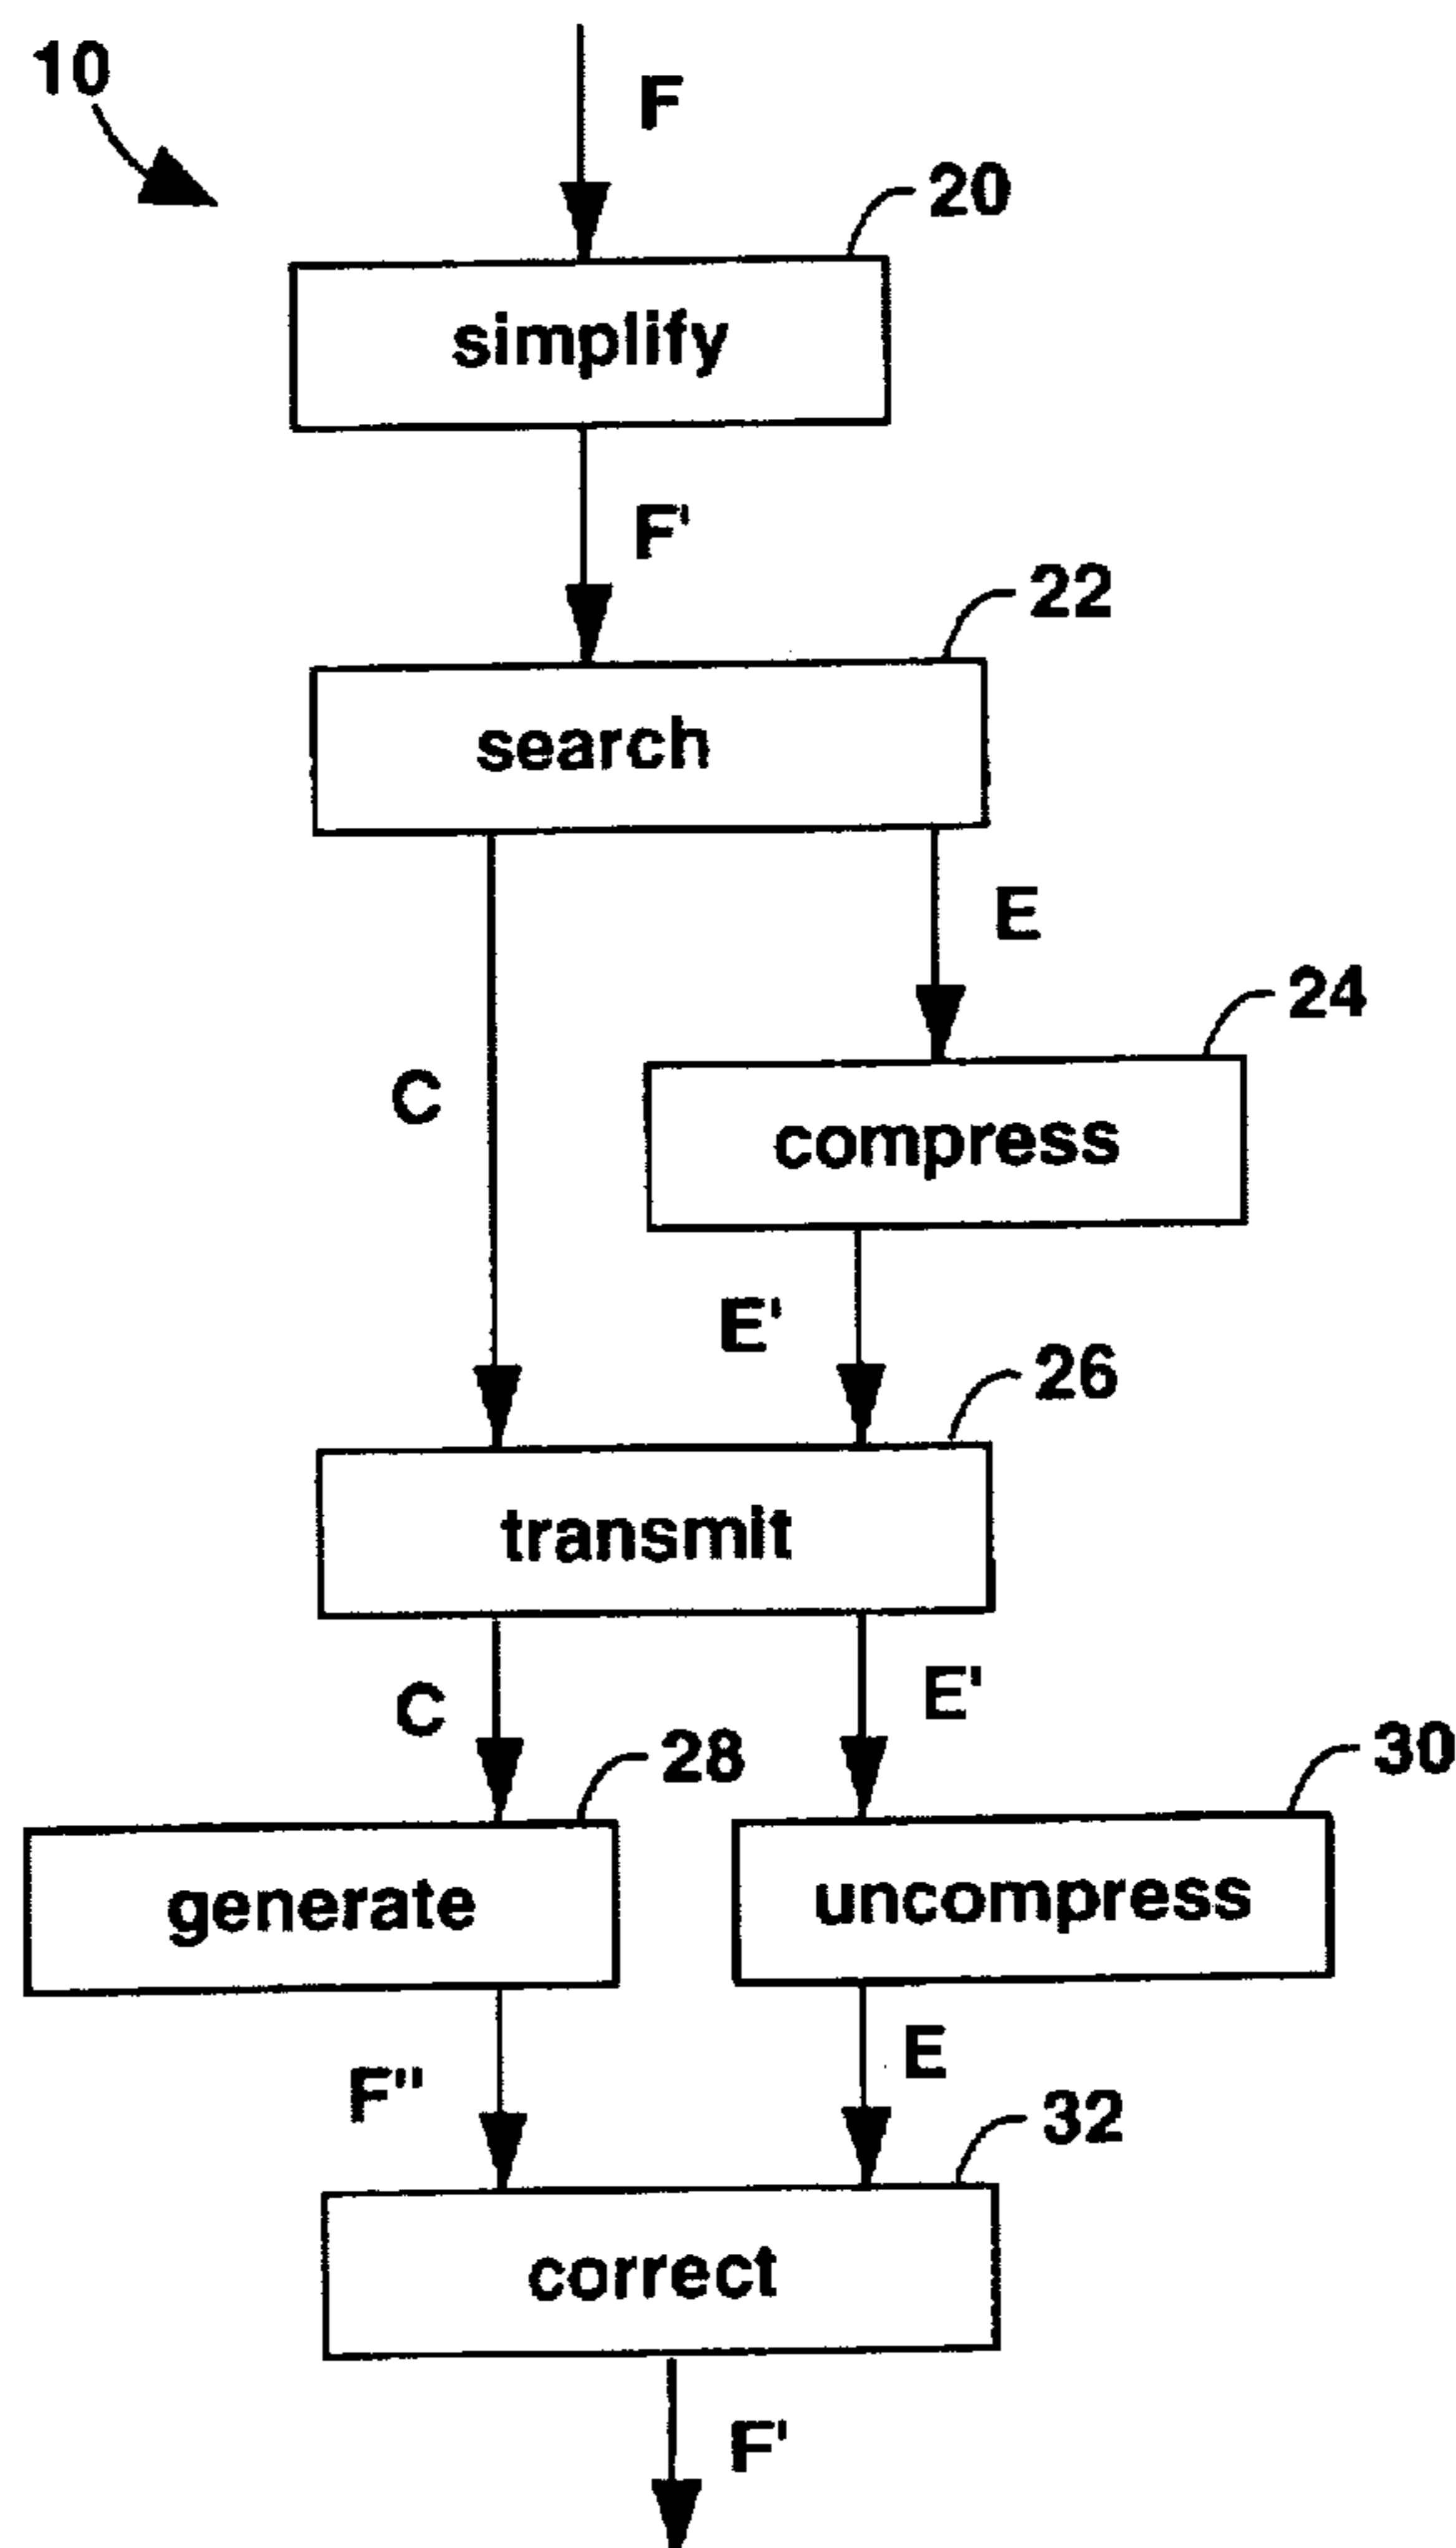 10
F
20
simplify
F'
22
search
E
24
C
compress
E'
26
transmit
C
E'
28
30
generate
uncompress
F"
E
32
correct
F'